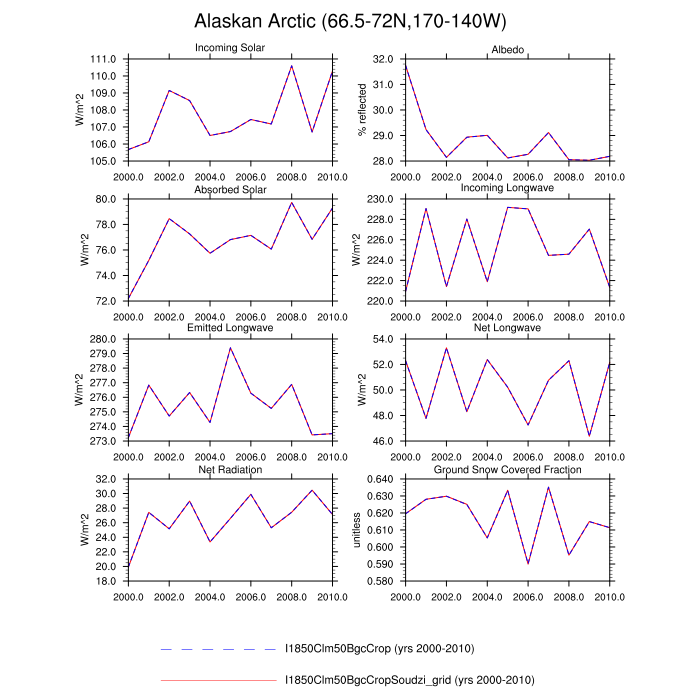 Alaskan Arctic (66.5-72N,170-140W)
Incoming Solar
W/m^2
111.0
110.0
109.0
108.0
107.0
106.0
105.0
2000.0 2002.0 2004.0 2006.0 2008.0 2010.0
Albedo
% reflected
32.0
31.0
30.0
29.0
28.0
2000.0 2002.0 2004.0 2006.0 2008.0 2010.0
Absorbed Solar
W/m^2
80.0
78.0
76.0
74.0
72.0
2000.0 2002.0 2004.0 2006.0 2008.0 2010.0
Incoming Longwave
W/m^2
230.0
228.0
226.0
224.0
222.0
220.0
2000.0 2002.0 2004.0 2006.0 2008.0 2010.0
Emitted Longwave
W/m^2
280.0
279.0
278.0
277.0
276.0
275.0
274.0
273.0
2000.0 2002.0 2004.0 2006.0 2008.0 2010.0
Net Longwave
W/m^2
54.0
52.0
50.0
48.0
46.0
2000.0 2002.0 2004.0 2006.0 2008.0 2010.0
Net Radiation
W/m^2
32.0
30.0
28.0
26.0
24.0
22.0
20.0
18.0
2000.0 2002.0 2004.0 2006.0 2008.0 2010.0
Ground Snow Covered Fraction
unitless
0.640
0.630
0.620
0.610
0.600
0.590
0.580
2000.0 2002.0 2004.0 2006.0 2008.0 2010.0
I1850Clm50BgcCrop (yrs 2000-2010)
I1850Clm50BgcCropSoudzi_grid (yrs 2000-2010)